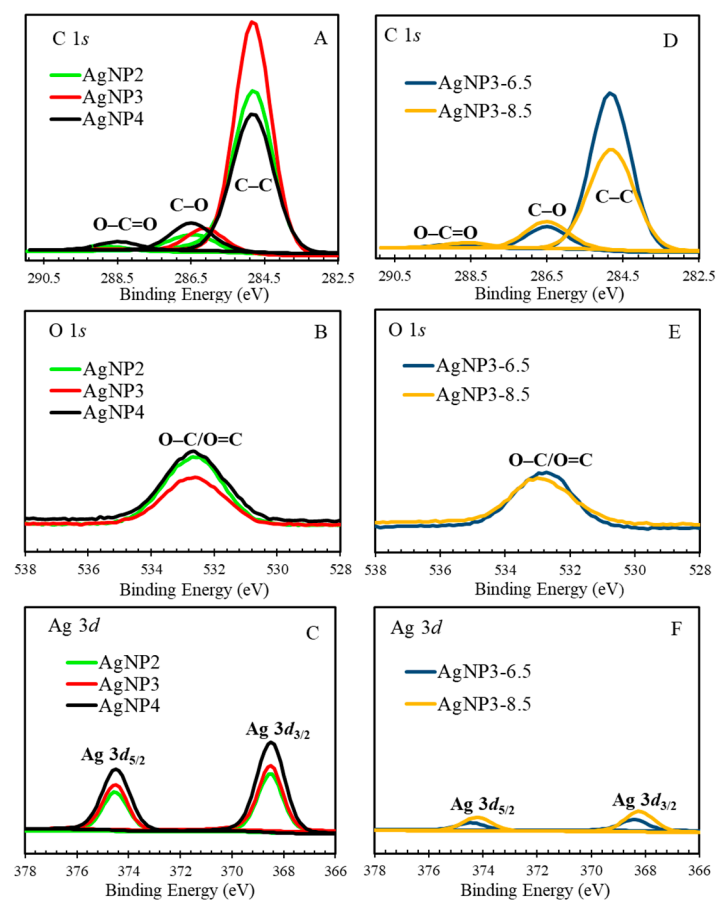 C 1s
A
AgNP2
AgNP3
AgNP4
O–C=O
C–O
C–C
290.5 288.5 286.5 284.5 282.5
Binding Energy (eV)
C 1s
D
AgNP3-6.5
AgNP3-8.5
O–C=O
C–O
C–C
290.5 288.5 286.5 284.5 282.5
Binding Energy (eV)
O 1s
B
AgNP2
AgNP3
AgNP4
O–C/O=C
538 536 534 532 530 528
Binding Energy (eV)
O 1s
E
AgNP3-6.5
AgNP3-8.5
O–C/O=C
538 536 534 532 530 528
Binding Energy (eV)
Ag 3d
C
AgNP2
AgNP3
AgNP4
Ag 3d5/2
Ag 3d3/2
378 376 374 372 370 368 366
Binding Energy (eV)
Ag 3d
F
AgNP3-6.5
AgNP3-8.5
Ag 3d5/2
Ag 3d3/2
378 376 374 372 370 368 366
Binding Energy (eV)